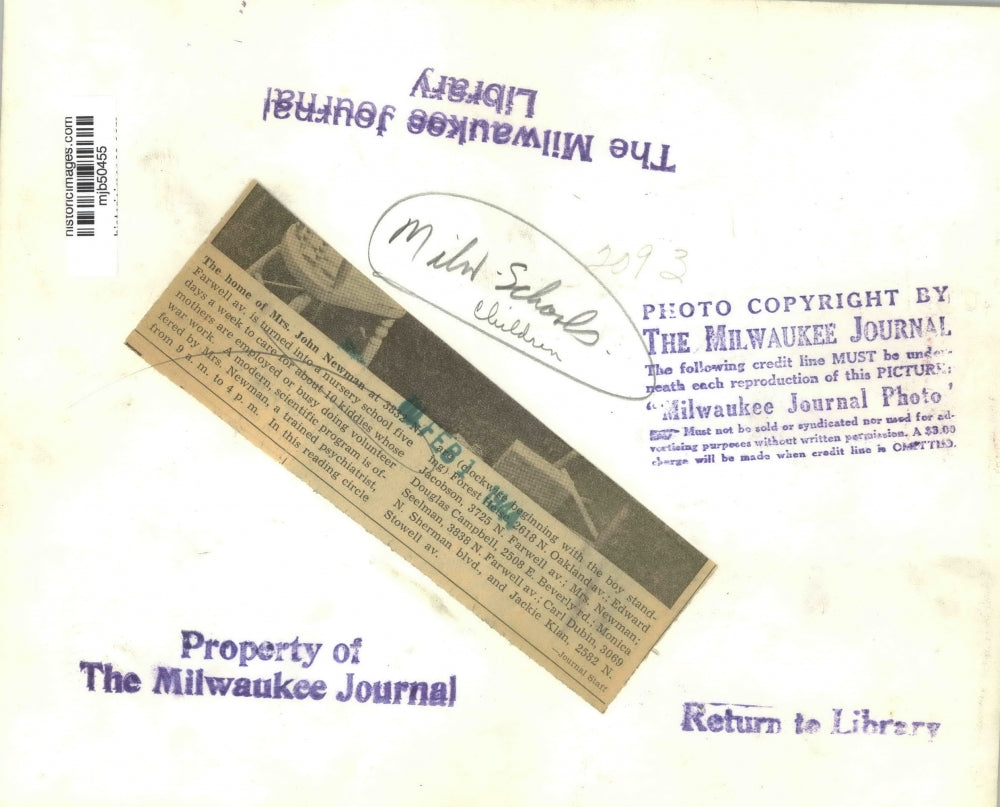 The Milwaukee Journal
Library
historicimages.com
mjb50455
Milw - Schools.
children
2093
PHOTO COPYRIGHT BY
THE MILWAUKEE JOURNAL
The following credit line MUST be under-
neath each reproduction of this PICTURE:
"Milwaukee Journal Photo"
Must not be sold or syndicated nor used for ad-
vertising purposes without written permission. A $3.00
charge will be made when credit line is OMITTED.
The home of Mrs. John Newman at
Farwell av. is turned into a nursery school five
days a week to care for about 10 kiddies whose
mothers are employed or busy doing volunteer
war work. A modern, scientific program is of-
fered by Mrs. Newman, a trained psychiatrist,
from 9 a. m. to 4 p. m. In this reading circle
(clockwise beginning with the boy stand-
ing) Forest 2618 N. Oakland av.; Edward
Jacobson, 3725 N. Farwell av.; Mrs. Newman;
Douglas Campbell, 2508 E. Beverly rd.; Monica
Seelman, 3838 N. Farwell av.; Carl Dubin, 3069
N. Sherman blvd., and Jackie Klan, 2582 N.
Stowell av.
—Journal Staff
FEB
Property of
The Milwaukee Journal
Return to Library